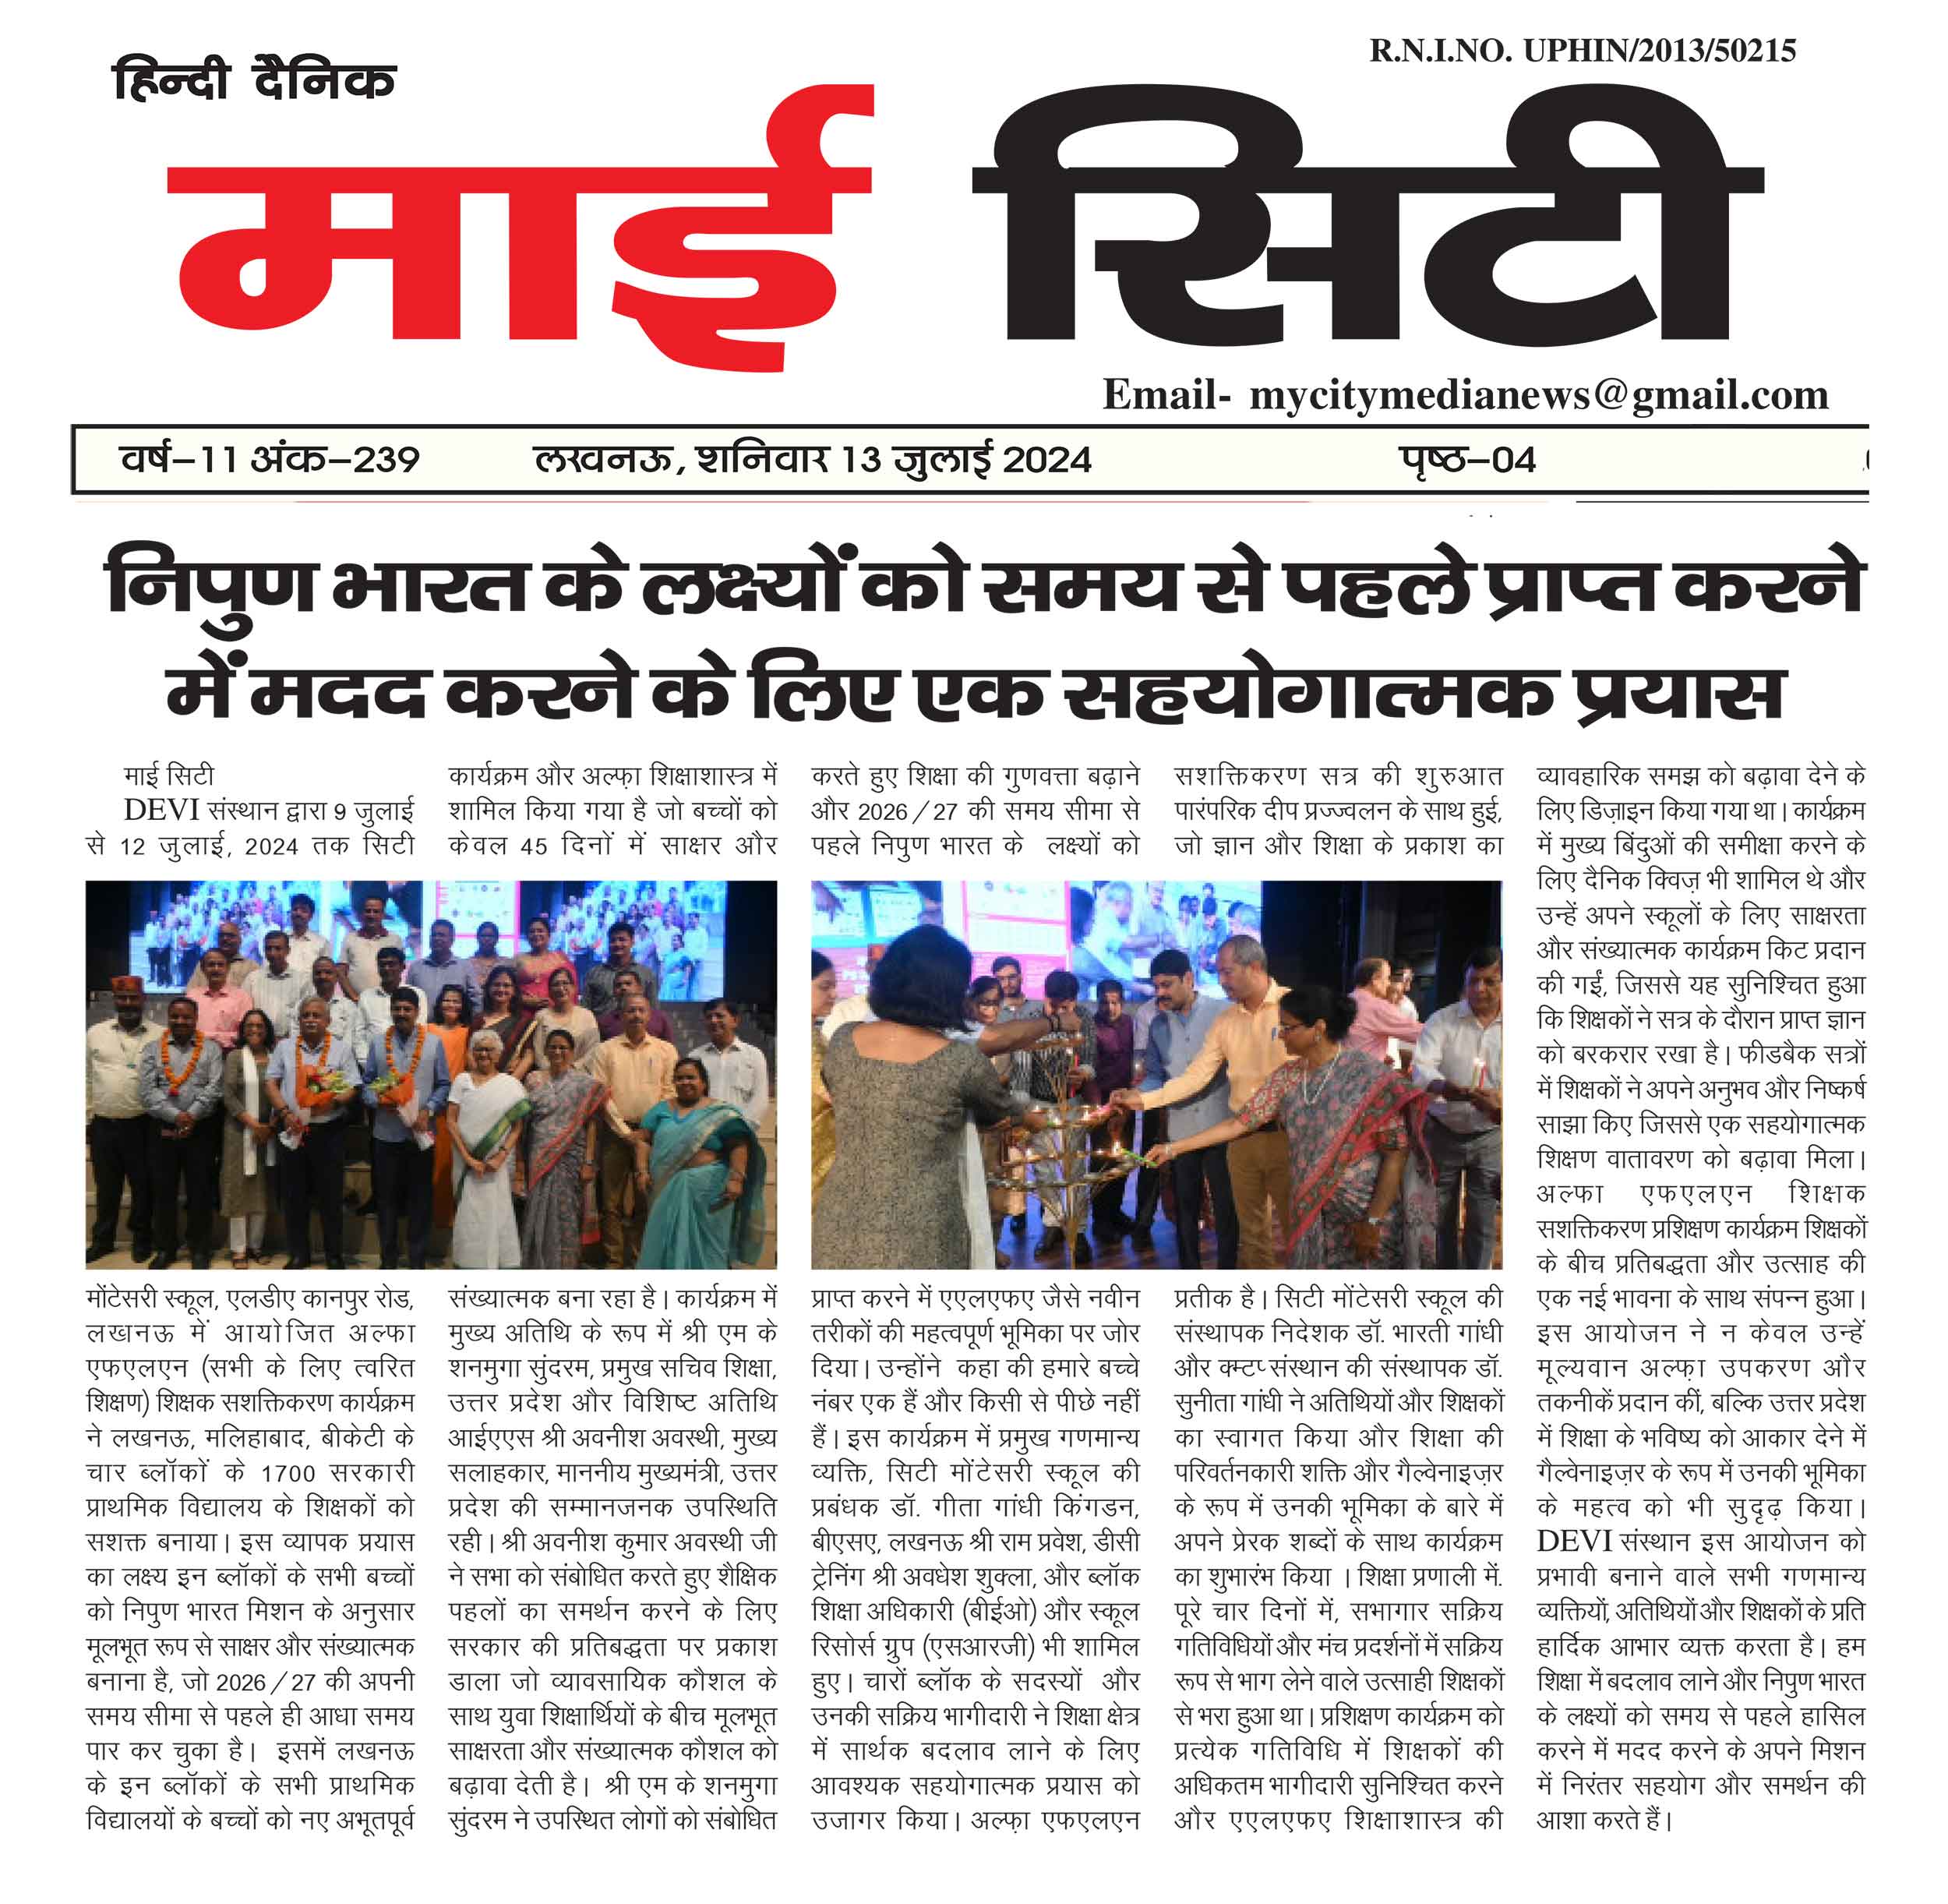 R.N.I.NO. UPHIN/2013/50215
हिन्दी दैनिक
माई सिटी
Email- mycitymedianews@gmail.com
वर्ष–11 अंक–239 लखनऊ, शनिवार 13 जुलाई 2024 पृष्ठ–04
निपुण भारत के लक्ष्यों को समय से पहले प्राप्त करने
में मदद करने के लिए एक सहयोगात्मक प्रयास
माई सिटी
DEVI संस्थान द्वारा 9 जुलाई
से 12 जुलाई, 2024 तक सिटी
मोंटेसरी स्कूल, एलडीए कानपुर रोड,
लखनऊ में आयोजित अल्फा
एफएलएन (सभी के लिए त्वरित
शिक्षण) शिक्षक सशक्तिकरण कार्यक्रम
ने लखनऊ, मलिहाबाद, बीकेटी के
चार ब्लॉकों के 1700 सरकारी
प्राथमिक विद्यालय के शिक्षकों को
सशक्त बनाया। इस व्यापक प्रयास
का लक्ष्य इन ब्लॉकों के सभी बच्चों
को निपुण भारत मिशन के अनुसार
मूलभूत रूप से साक्षर और संख्यात्मक
बनाना है, जो 2026/27 की अपनी
समय सीमा से पहले ही आधा समय
पार कर चुका है। इसमें लखनऊ
के इन ब्लॉकों के सभी प्राथमिक
विद्यालयों के बच्चों को नए अभूतपूर्व
कार्यक्रम और अल्फ़ा शिक्षाशास्त्र में
शामिल किया गया है जो बच्चों को
केवल 45 दिनों में साक्षर और
संख्यात्मक बना रहा है। कार्यक्रम में
मुख्य अतिथि के रूप में श्री एम के
शनमुगा सुंदरम, प्रमुख सचिव शिक्षा,
उत्तर प्रदेश और विशिष्ट अतिथि
आईएएस श्री अवनीश अवस्थी, मुख्य
सलाहकार, माननीय मुख्यमंत्री, उत्तर
प्रदेश की सम्मानजनक उपस्थिति
रही। श्री अवनीश कुमार अवस्थी जी
ने सभा को संबोधित करते हुए शैक्षिक
पहलों का समर्थन करने के लिए
सरकार की प्रतिबद्धता पर प्रकाश
डाला जो व्यावसायिक कौशल के
साथ युवा शिक्षार्थियों के बीच मूलभूत
साक्षरता और संख्यात्मक कौशल को
बढ़ावा देती है। श्री एम के शनमुगा
सुंदरम ने उपस्थित लोगों को संबोधित
करते हुए शिक्षा की गुणवत्ता बढ़ाने
और 2026/27 की समय सीमा से
पहले निपुण भारत के लक्ष्यों को
प्राप्त करने में एएलएफए जैसे नवीन
तरीकों की महत्वपूर्ण भूमिका पर जोर
दिया। उन्होंने कहा की हमारे बच्चे
नंबर एक हैं और किसी से पीछे नहीं
हैं। इस कार्यक्रम में प्रमुख गणमान्य
व्यक्ति, सिटी मोंटेसरी स्कूल की
प्रबंधक डॉ. गीता गांधी किंगडन,
बीएसए, लखनऊ श्री राम प्रवेश, डीसी
ट्रेनिंग श्री अवधेश शुक्ला, और ब्लॉक
शिक्षा अधिकारी (बीईओ) और स्कूल
रिसोर्स ग्रुप (एसआरजी) भी शामिल
हुए। चारों ब्लॉक के सदस्यों और
उनकी सक्रिय भागीदारी ने शिक्षा क्षेत्र
में सार्थक बदलाव लाने के लिए
आवश्यक सहयोगात्मक प्रयास को
उजागर किया। अल्फ़ा एफएलएन
सशक्तिकरण सत्र की शुरुआत
पारंपरिक दीप प्रज्ज्वलन के साथ हुई,
जो ज्ञान और शिक्षा के प्रकाश का
प्रतीक है। सिटी मोंटेसरी स्कूल की
संस्थापक निदेशक डॉ. भारती गांधी
और क्म्टप् संस्थान की संस्थापक डॉ.
सुनीता गांधी ने अतिथियों और शिक्षकों
का स्वागत किया और शिक्षा की
परिवर्तनकारी शक्ति और गैल्वेनाइज़र
के रूप में उनकी भूमिका के बारे में
अपने प्रेरक शब्दों के साथ कार्यक्रम
का शुभारंभ किया । शिक्षा प्रणाली में.
पूरे चार दिनों में, सभागार सक्रिय
गतिविधियों और मंच प्रदर्शनों में सक्रिय
रूप से भाग लेने वाले उत्साही शिक्षकों
से भरा हुआ था। प्रशिक्षण कार्यक्रम को
प्रत्येक गतिविधि में शिक्षकों की
अधिकतम भागीदारी सुनिश्चित करने
और एएलएफए शिक्षाशास्त्र की
व्यावहारिक समझ को बढ़ावा देने के
लिए डिज़ाइन किया गया था। कार्यक्रम
में मुख्य बिंदुओं की समीक्षा करने के
लिए दैनिक क्विज़ भी शामिल थे और
उन्हें अपने स्कूलों के लिए साक्षरता
और संख्यात्मक कार्यक्रम किट प्रदान
की गईं, जिससे यह सुनिश्चित हुआ
कि शिक्षकों ने सत्र के दौरान प्राप्त ज्ञान
को बरकरार रखा है। फीडबैक सत्रों
में शिक्षकों ने अपने अनुभव और निष्कर्ष
साझा किए जिससे एक सहयोगात्मक
शिक्षण वातावरण को बढ़ावा मिला।
अल्फा एफएलएन शिक्षक
सशक्तिकरण प्रशिक्षण कार्यक्रम शिक्षकों
के बीच प्रतिबद्धता और उत्साह की
एक नई भावना के साथ संपन्न हुआ।
इस आयोजन ने न केवल उन्हें
मूल्यवान अल्फ़ा उपकरण और
तकनीकें प्रदान कीं, बल्कि उत्तर प्रदेश
में शिक्षा के भविष्य को आकार देने में
गैल्वेनाइज़र के रूप में उनकी भूमिका
के महत्व को भी सुदृढ़ किया।
DEVI संस्थान इस आयोजन को
प्रभावी बनाने वाले सभी गणमान्य
व्यक्तियों, अतिथियों और शिक्षकों के प्रति
हार्दिक आभार व्यक्त करता है। हम
शिक्षा में बदलाव लाने और निपुण भारत
के लक्ष्यों को समय से पहले हासिल
करने में मदद करने के अपने मिशन
में निरंतर सहयोग और समर्थन की
आशा करते हैं।